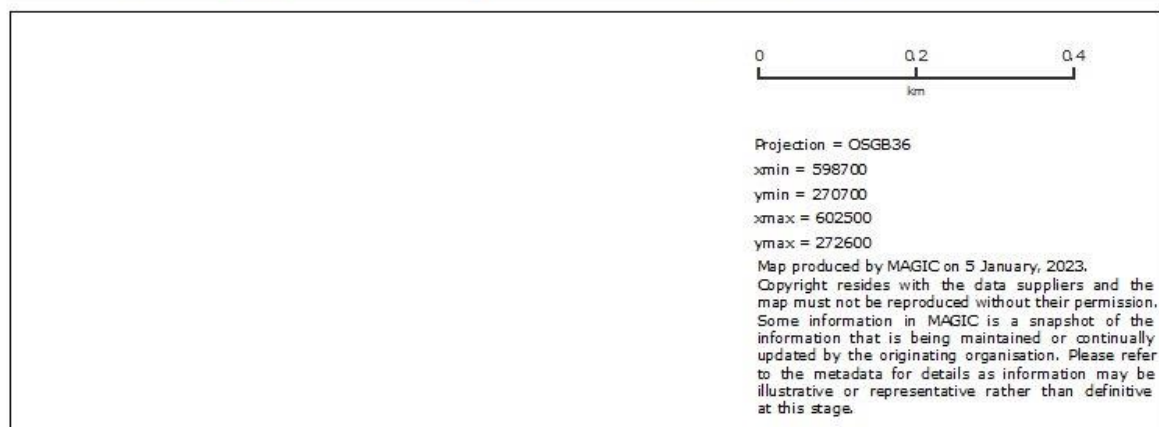 0 0.2 0.4
km
Projection = OSGB36
xmin = 598700
ymin = 270700
xmax = 602500
ymax = 272600
Map produced by MAGIC on 5 January, 2023.
Copyright resides with the data suppliers and the
map must not be reproduced without their permission.
Some information in MAGIC is a snapshot of the
information that is being maintained or continually
updated by the originating organisation. Please refer
to the metadata for details as information may be
illustrative or representative rather than definitive
at this stage.